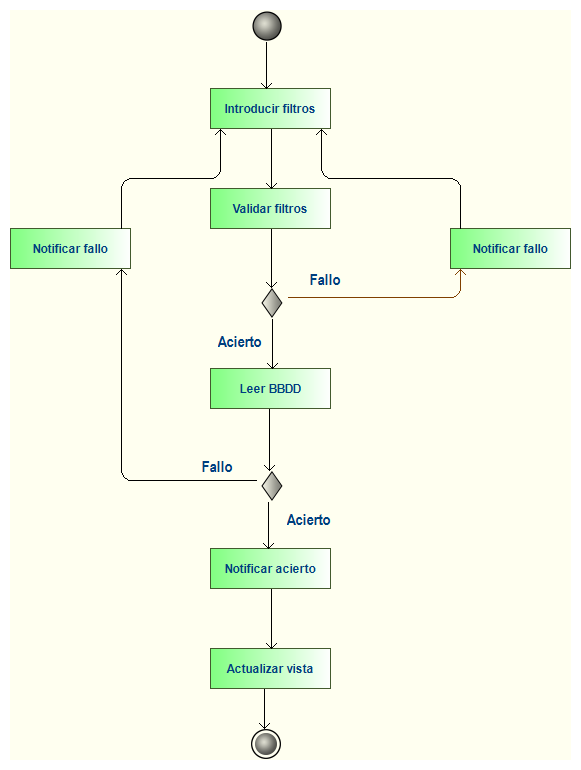 Introducir filtros
Validar filtros
Notificar fallo
Notificar fallo
Fallo
Acierto
Leer BBDD
Fallo
Acierto
Notificar acierto
Actualizar vista